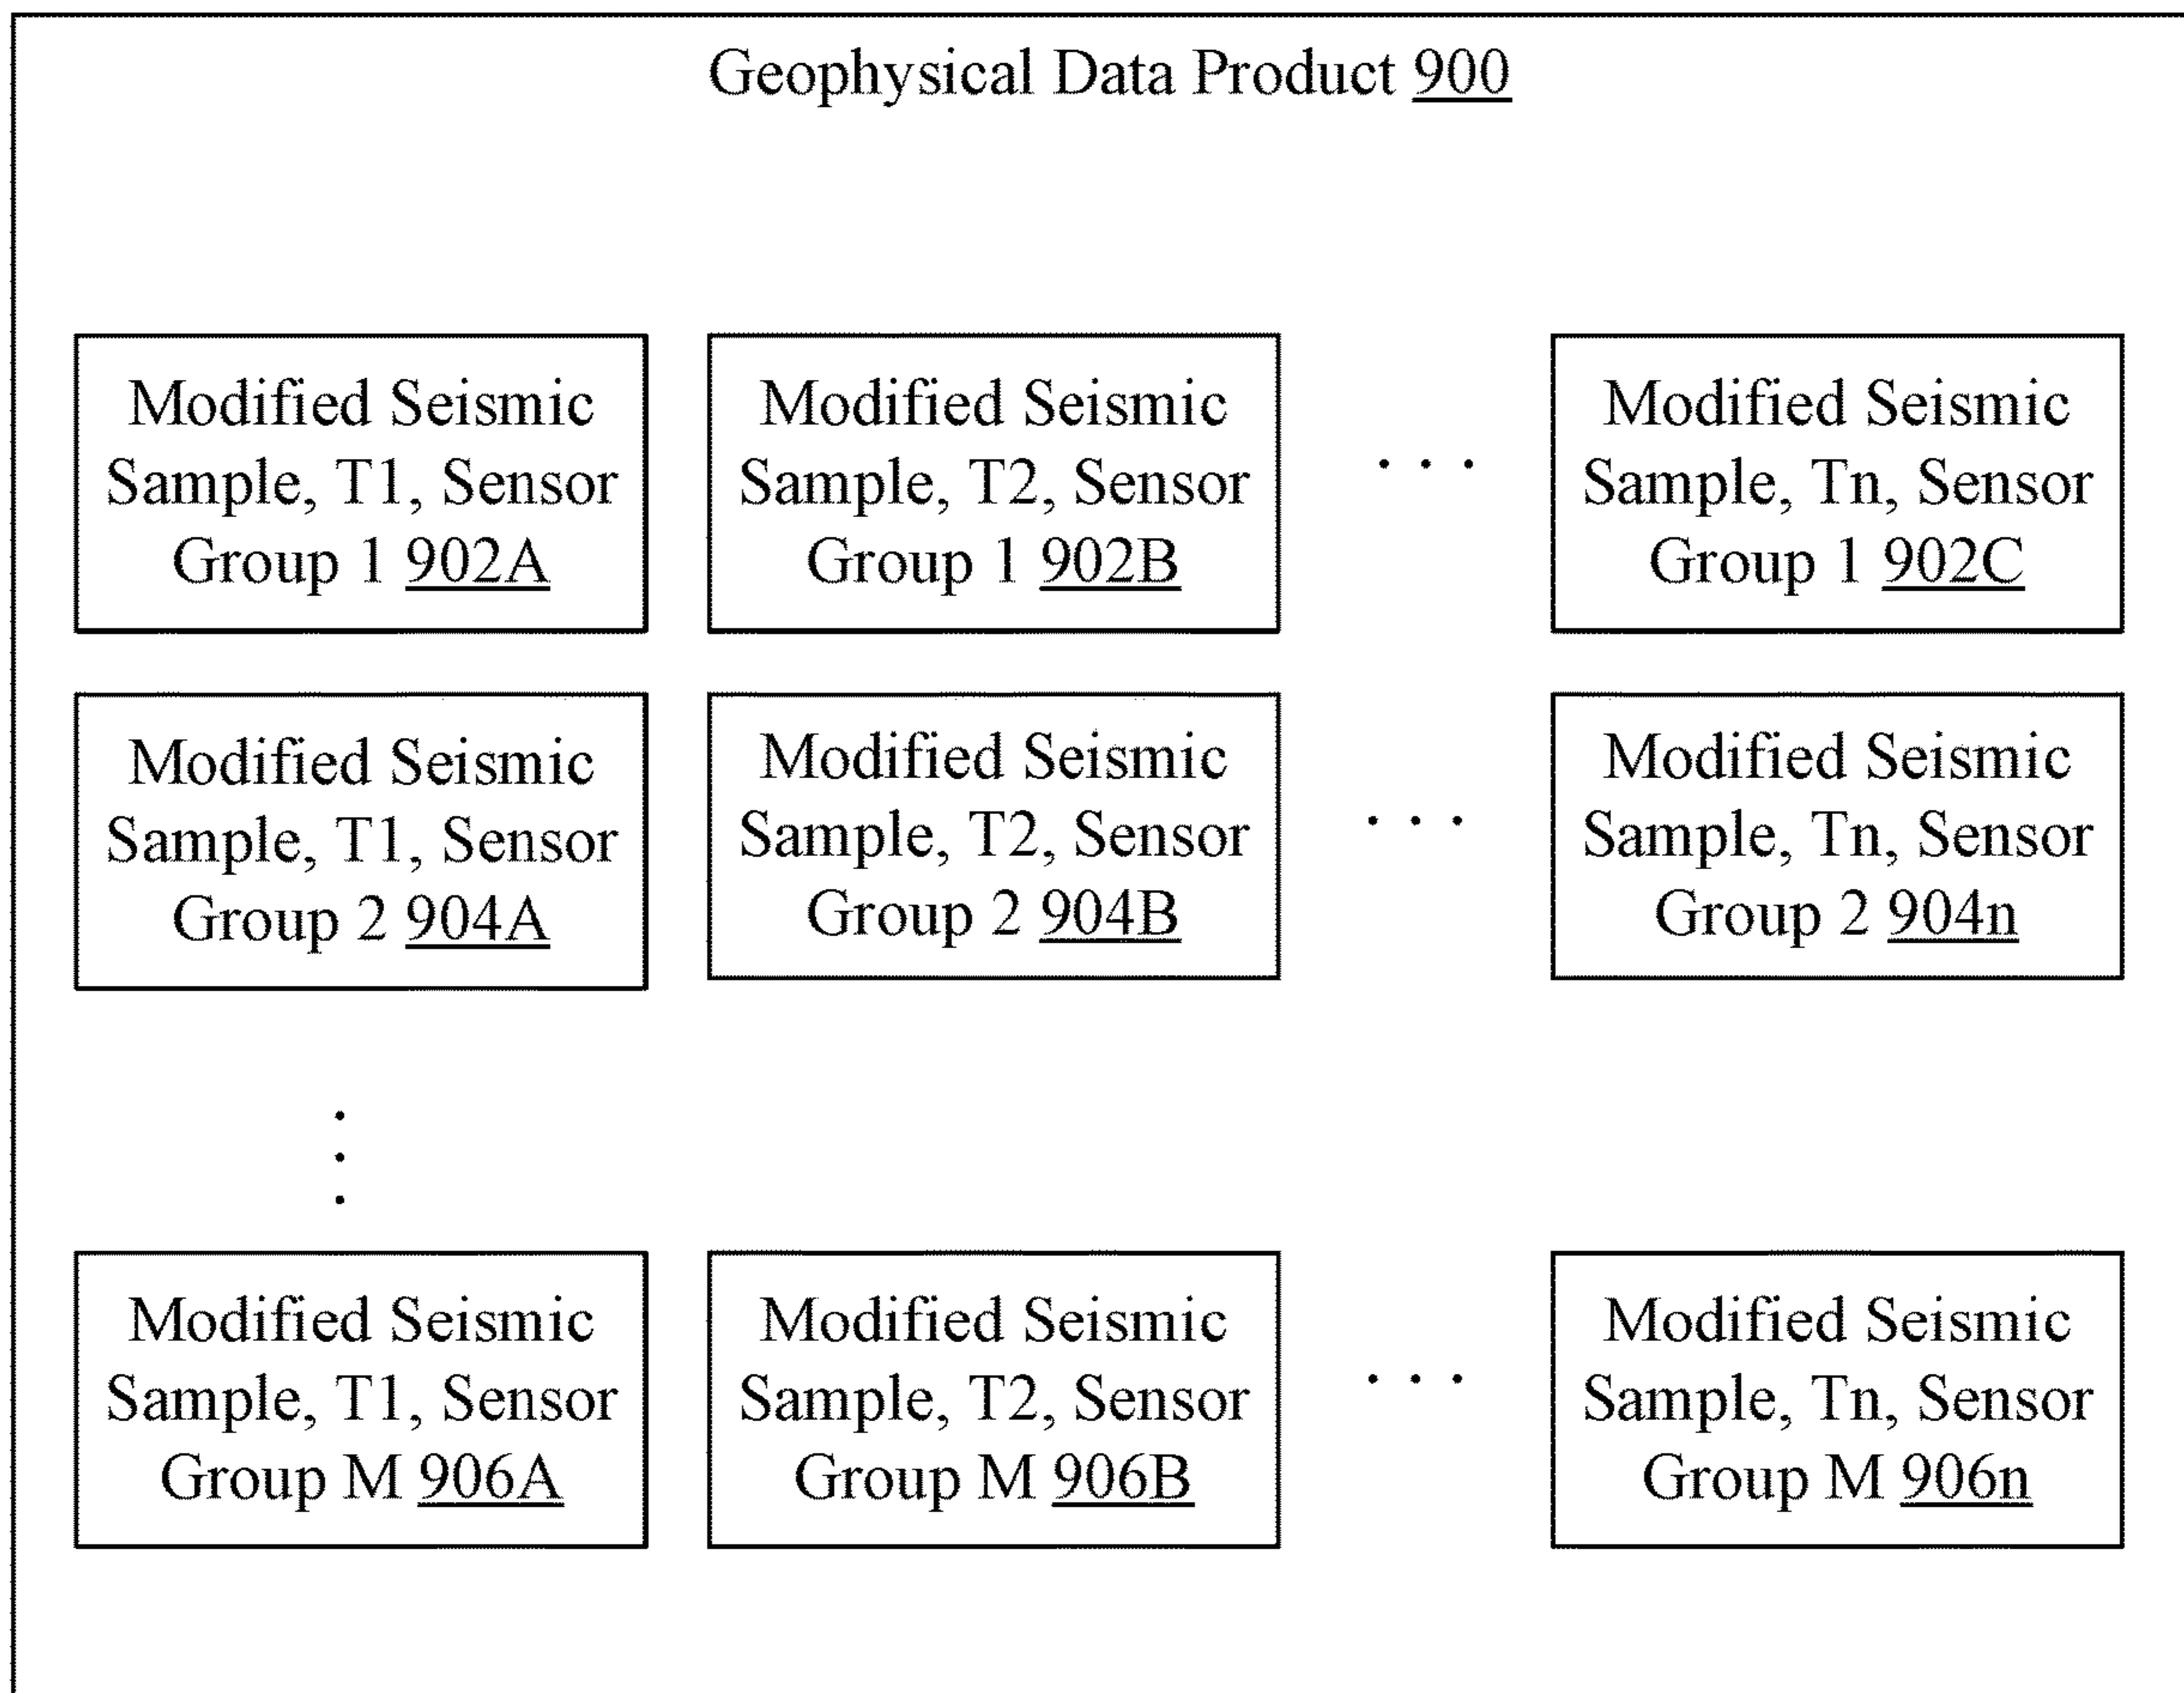 Geophysical Data Product 900
Modified Seismic
Sample, T1, Sensor
Group 1 902A
Modified Seismic
Sample, T2, Sensor
Group 1 902B
. . .
Modified Seismic
Sample, Tn, Sensor
Group 1 902C
Modified Seismic
Sample, T1, Sensor
Group 2 904A
Modified Seismic
Sample, T2, Sensor
Group 2 904B
. . .
Modified Seismic
Sample, Tn, Sensor
Group 2 904n
.
.
.
Modified Seismic
Sample, T1, Sensor
Group M 906A
Modified Seismic
Sample, T2, Sensor
Group M 906B
. . .
Modified Seismic
Sample, Tn, Sensor
Group M 906n